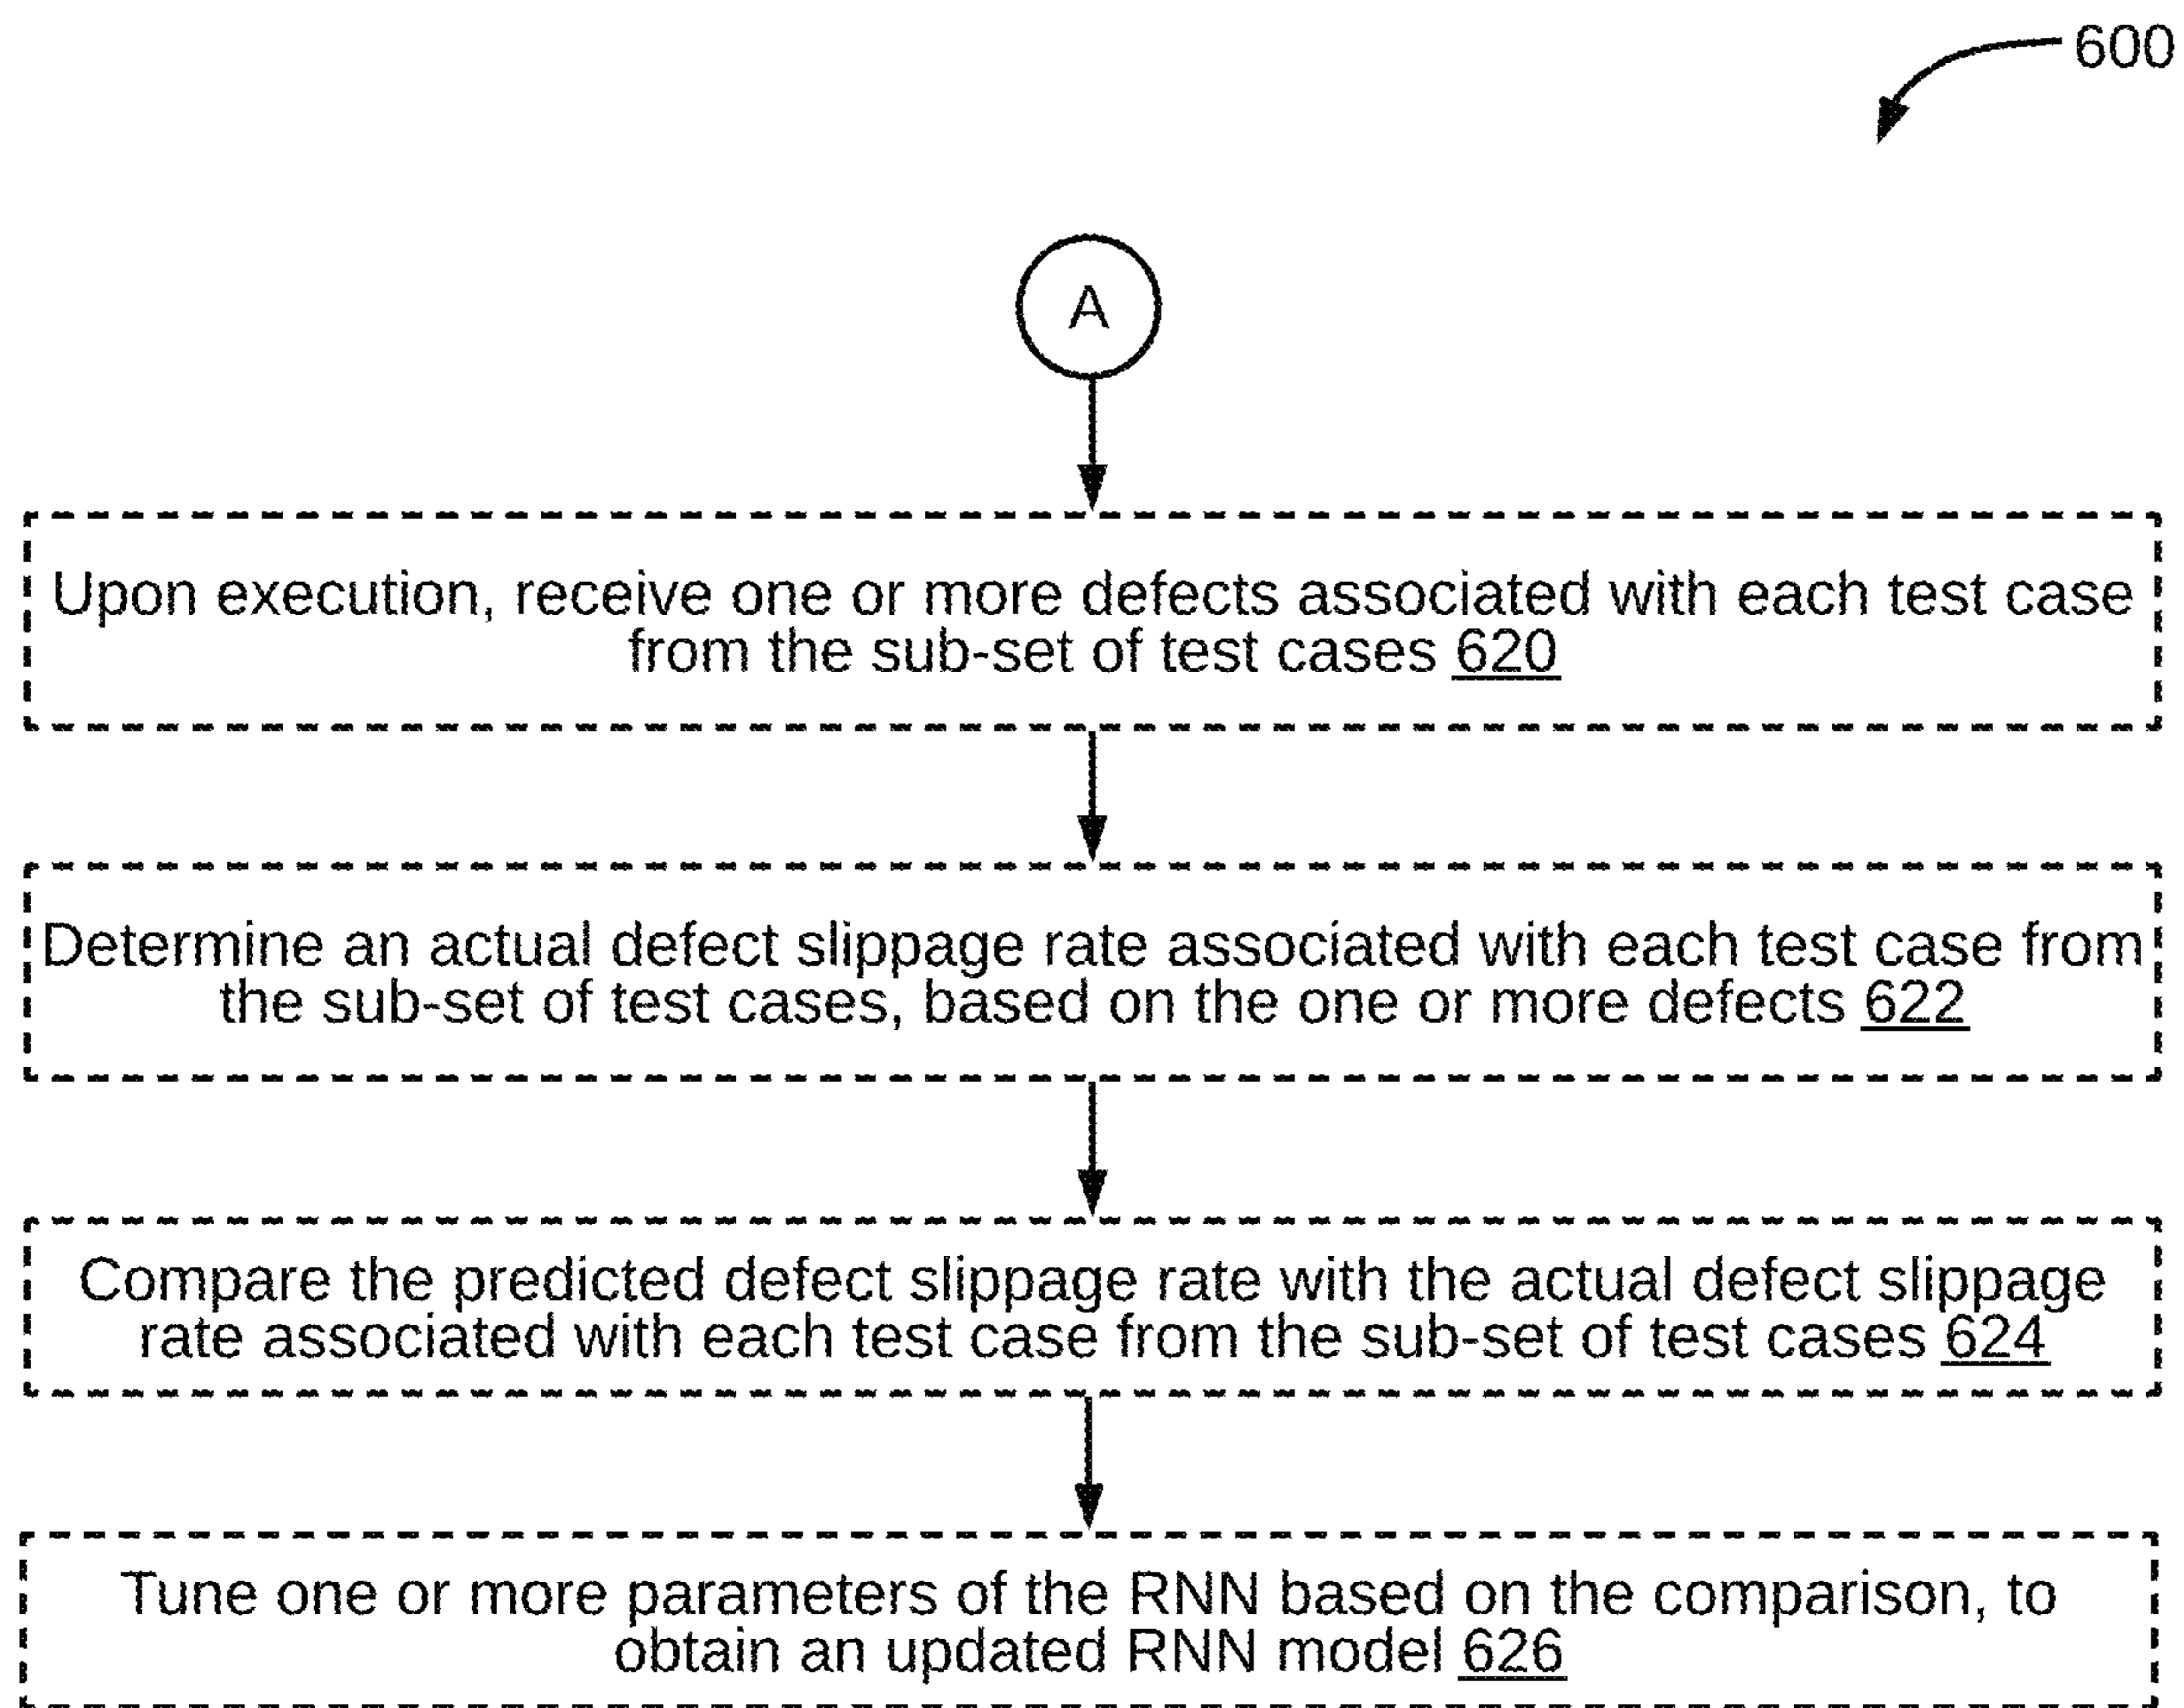 600
A
Upon execution, receive one or more defects associated with each test case
from the sub-set of test cases 620
Determine an actual defect slippage rate associated with each test case from
the sub-set of test cases, based on the one or more defects 622
Compare the predicted defect slippage rate with the actual defect slippage
rate associated with each test case from the sub-set of test cases 624
Tune one or more parameters of the RNN based on the comparison, to
obtain an updated RNN model 626